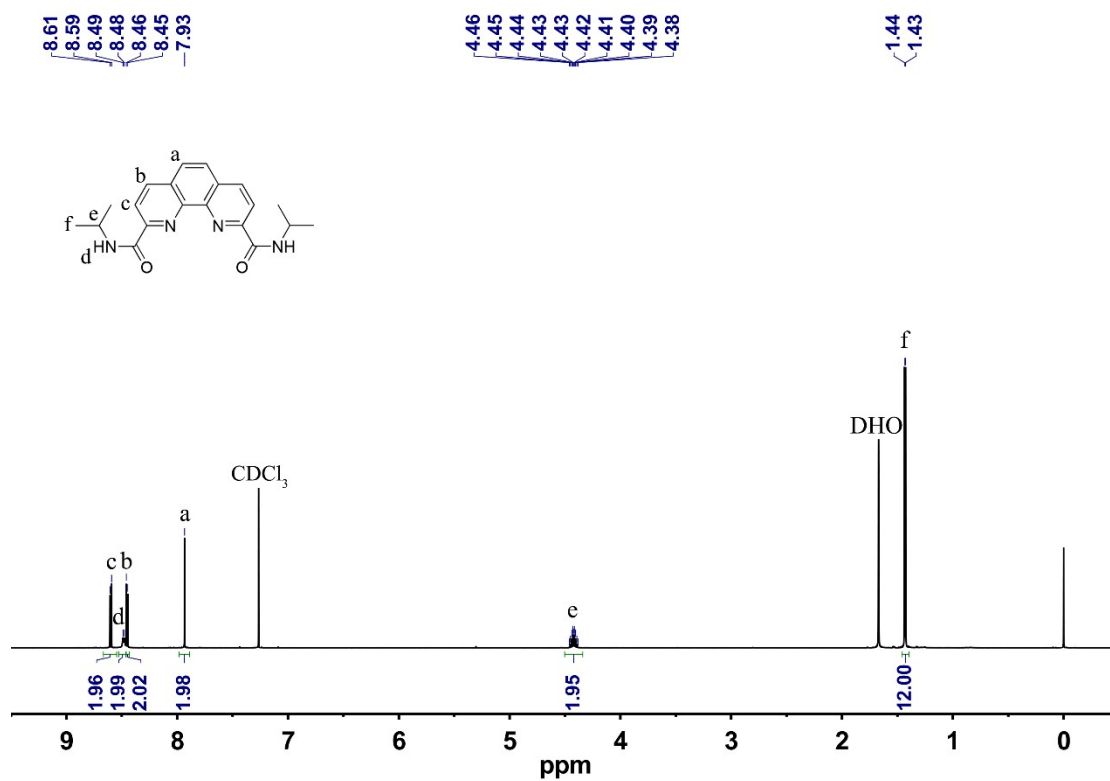 8.61
8.59
8.49
8.48
8.46
8.45
7.93
4.46
4.45
4.44
4.43
4.43
4.42
4.41
4.40
4.39
4.38
1.44
1.43
a
b
c
e
f
N
N
HN
NH
d
O
O
f
DHO
CDCl₃
a
c b
d
e
1.96
1.99
2.02
1.98
1.95
12.00
9 8 7 6 5 4 3 2 1 0
ppm